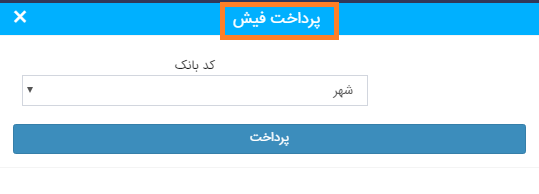 پرداخت فیش
کد بانک
شهر
پرداخت